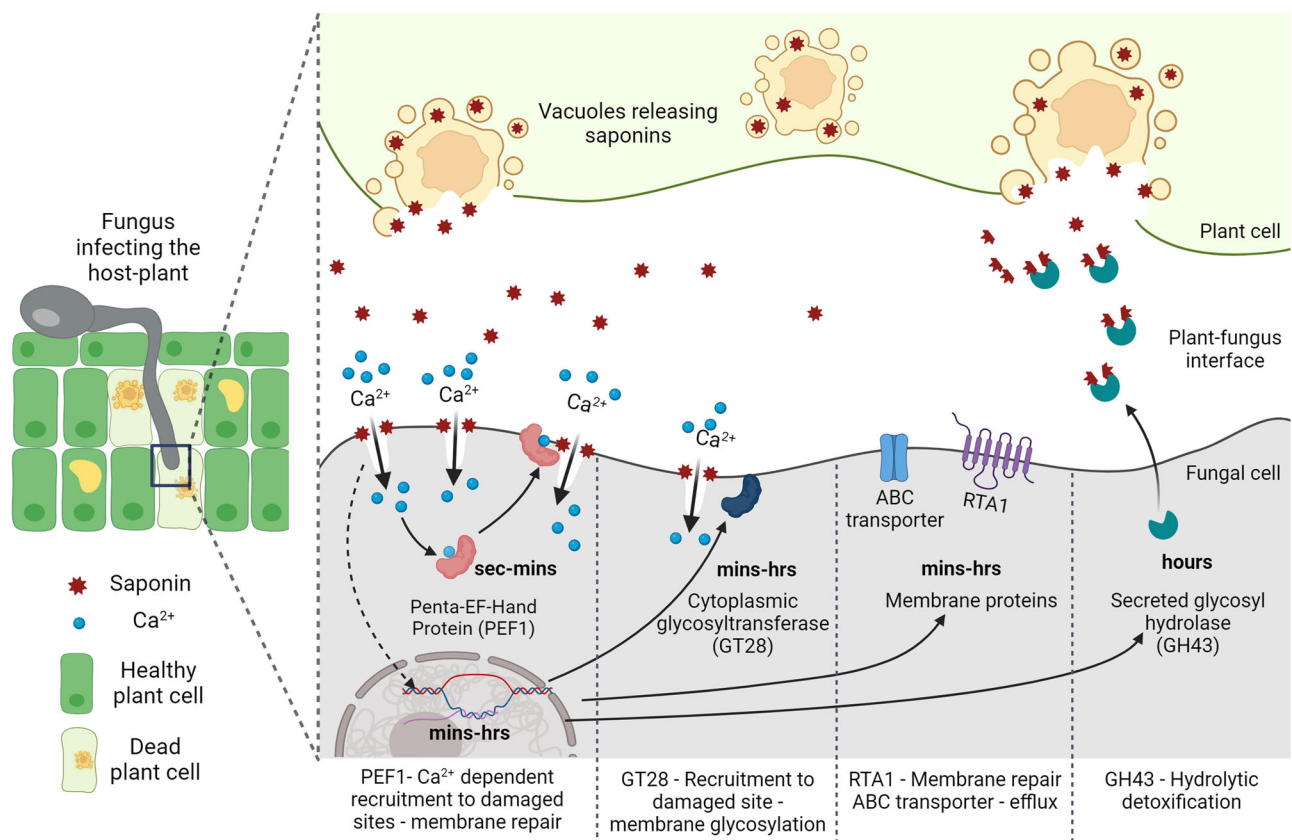 Vacuoles releasing
saponins
Plant cell
Fungus
infecting the
host-plant
Plant-fungus
interface
Ca²⁺
Ca²⁺
Ca²⁺
Ca²⁺
Fungal cell
ABC
transporter
RTA1
sec-mins
Penta-EF-Hand
Protein (PEF1)
mins-hrs
Cytoplasmic
glycosyltransferase
(GT28)
mins-hrs
Membrane proteins
hours
Secreted glycosyl
hydrolase
(GH43)
mins-hrs
Saponin
Ca²⁺
Healthy
plant cell
Dead
plant cell
PEF1- Ca²⁺ dependent
recruitment to damaged
sites - membrane repair
GT28 - Recruitment to
damaged site -
membrane glycosylation
RTA1 - Membrane repair
ABC transporter - efflux
GH43 - Hydrolytic
detoxification